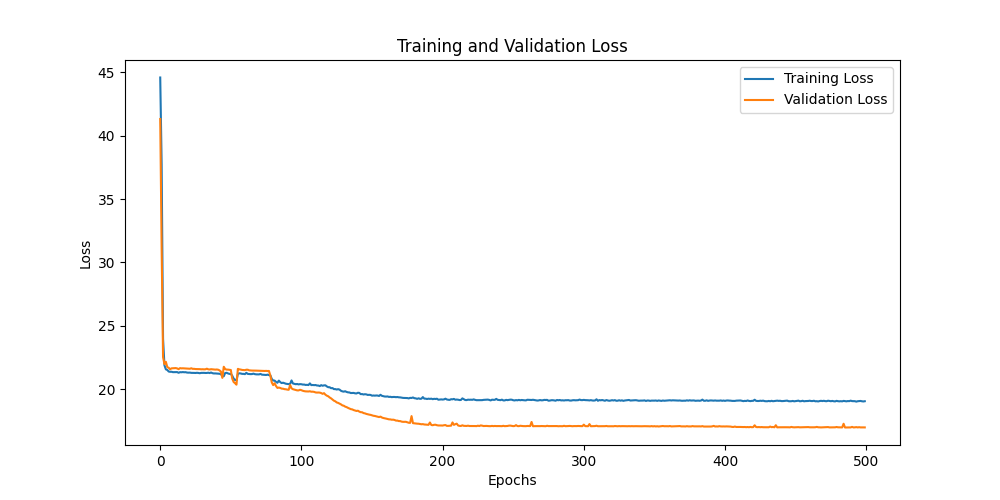 Training and Validation Loss
Training Loss
Validation Loss
Loss
45
40
35
30
25
20
0 100 200 300 400 500
Epochs